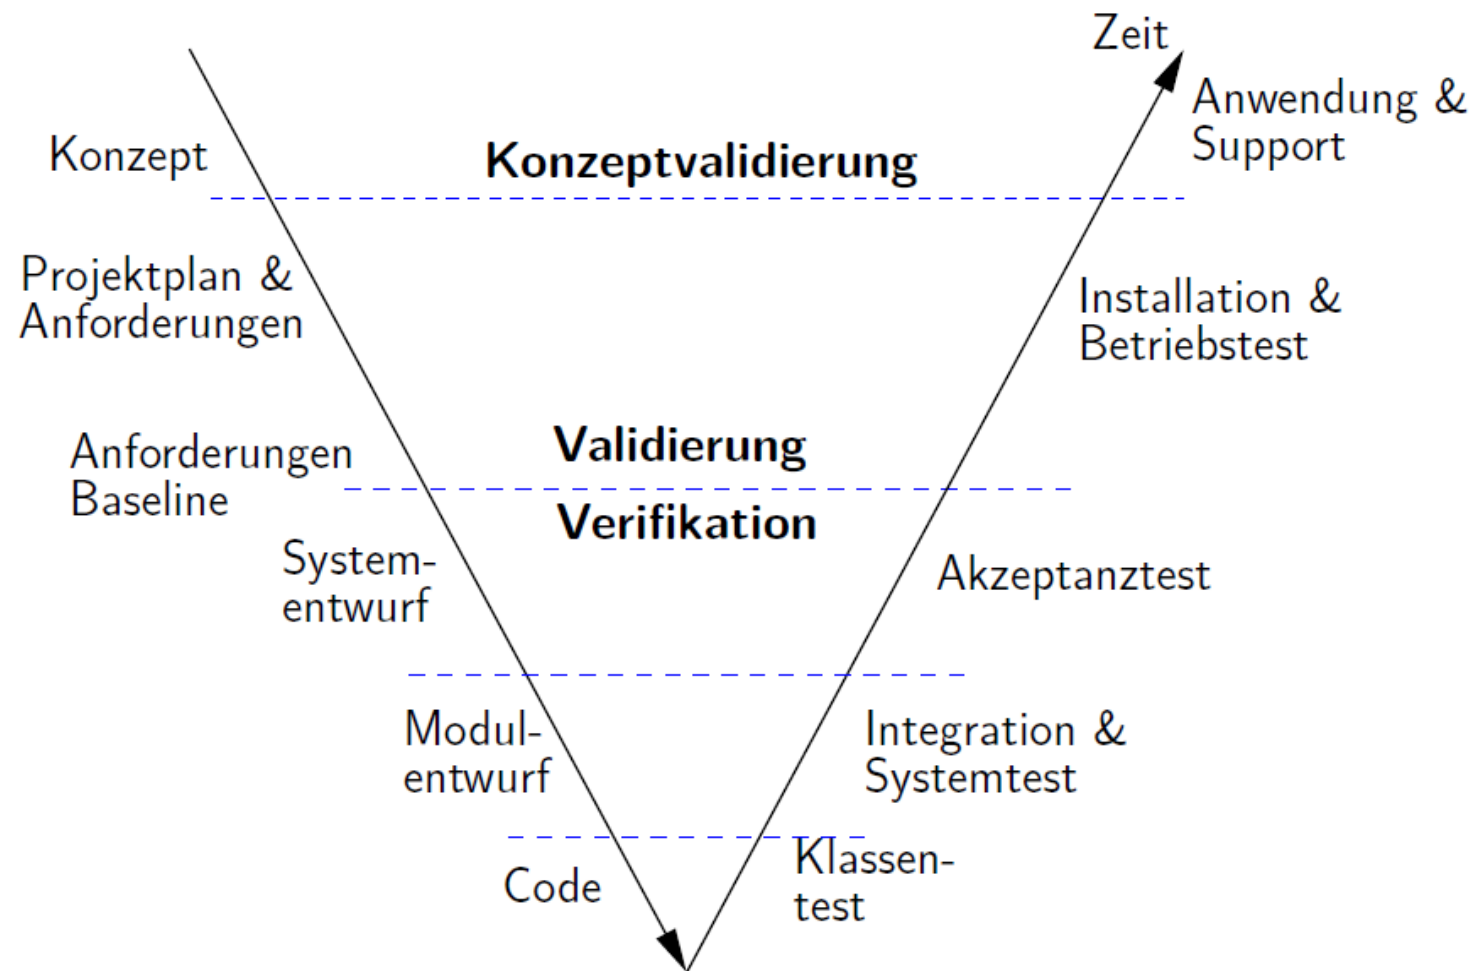 Zeit
Anwendung &
Support
Konzept
Konzeptvalidierung
Projektplan &
Anforderungen
Installation &
Betriebstest
Anforderungen
Baseline
Validierung
Verifikation
System-
entwurf
Akzeptanztest
Modul-
entwurf
Integration &
Systemtest
Code
Klassen-
test